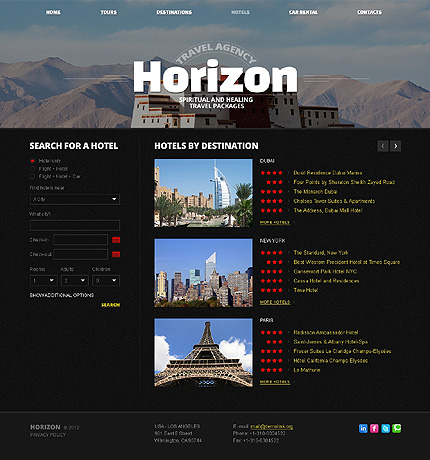 HOME TOURS DESTINATIONS HOTELS CAR RENTAL CONTACTS
TRAVEL AGENCY
Horizon
SPIRITUAL AND HEALING
TRAVEL PACKAGES
SEARCH FOR A HOTEL
Hotel only
Flight + Hotel
Flight + Hotel + Car
Find hotels near
A City
What city?
Check-in
Check-out
Rooms Adults Children
1 2 0
SHOW ADDITIONAL OPTIONS
SEARCH
HOTELS BY DESTINATION
DUBAI
Dusit Residence Dubai Marina
Four Points by Sheraton Sheikh Zayed Road
The Monarch Dubai
Chelsea Tower Suites & Apartments
The Address, Dubai Mall Hotel
MORE HOTELS
NEW YORK
The Standard, New York
Best Western President Hotel at Times Square
Gansevoort Park Hotel NYC
Cassa Hotel and Residences
Time Hotel
MORE HOTELS
PARIS
Radisson Ambassador Hotel
Saint-James & Albany Hotel-Spa
Fraser Suites Le Claridge Champs-Elysées
Hôtel California Champs Elysées
Le Mathurin
MORE HOTELS
HORIZON © 2012
PRIVACY POLICY
USA - LOS ANGELES
901 East E Street
Wilmington, CA 90744
E-mail: mail@demolink.org
Phone: +1-310-8304522
Fax: +1-310-8304522